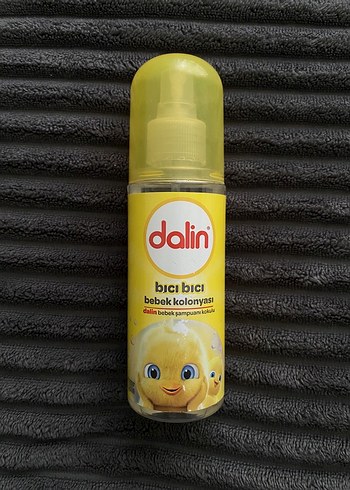 dalin
bıcı bıcı
bebek kolonyası
dalin bebek şampuanı kokulu